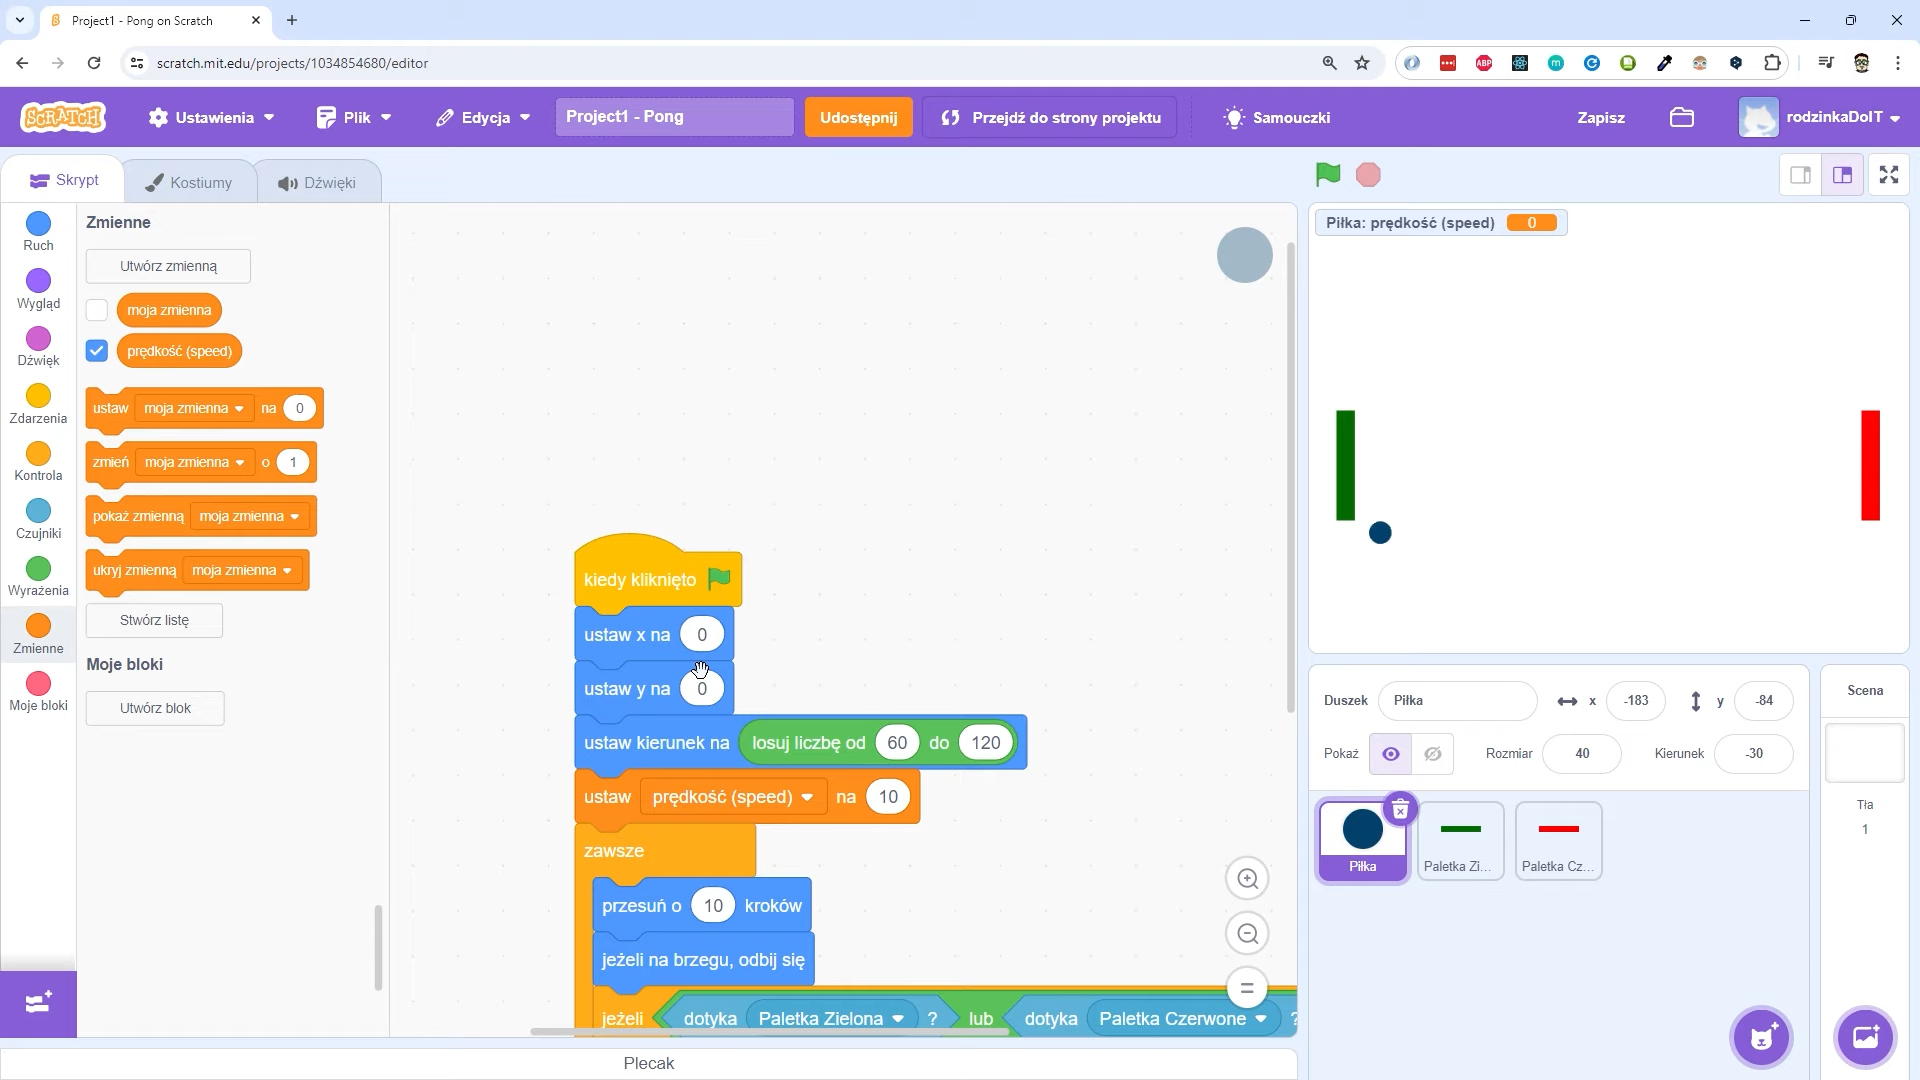 Project1 - Pong on Scratch
scratch.mit.edu/projects/1034854680/editor
ABP
SCRATCH
Ustawienia
Plik
Edycja
Project1 - Pong
Udostępnij
Przejdź do strony projektu
Samouczki
Zapisz
rodzinkaDoIT
Skrypt
Kostiumy
Dźwięki
Ruch
Wygląd
Dźwięk
Zdarzenia
Kontrola
Czujniki
Wyrażenia
Zmienne
Moje bloki
Zmienne
Utwórz zmienną
moja zmienna
prędkość (speed)
ustaw moja zmienna na 0
zmień moja zmienna o 1
pokaż zmienną moja zmienna
ukryj zmienną moja zmienna
Stwórz listę
Moje bloki
Utwórz blok
kiedy kliknięto
ustaw x na 0
ustaw y na 0
ustaw kierunek na losuj liczbę od 60 do 120
ustaw prędkość (speed) na 10
zawsze
przesuń o 10 kroków
jeżeli na brzegu, odbij się
jeżeli dotyka Paletka Zielona ? lub dotyka Paletka Czerwone ?
Plecak
Piłka: prędkość (speed) 0
Duszek Piłka x -183 y -84
Pokaż Rozmiar 40 Kierunek -30
Piłka
Paletka Zi...
Paletka Cz...
Scena
Tła
1